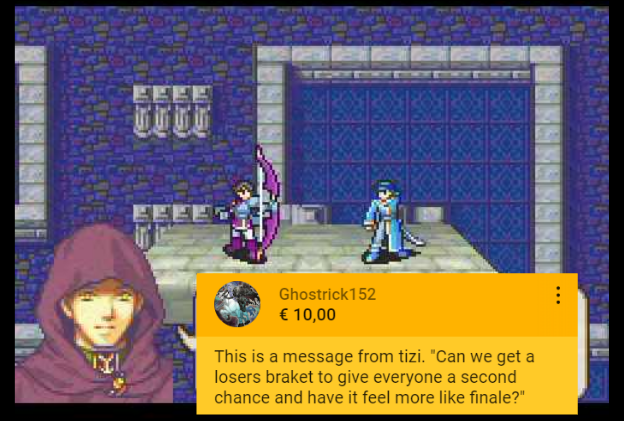 Ghostrick152
€ 10,00
This is a message from tizi. "Can we get a
losers braket to give everyone a second
chance and have it feel more like finale?"